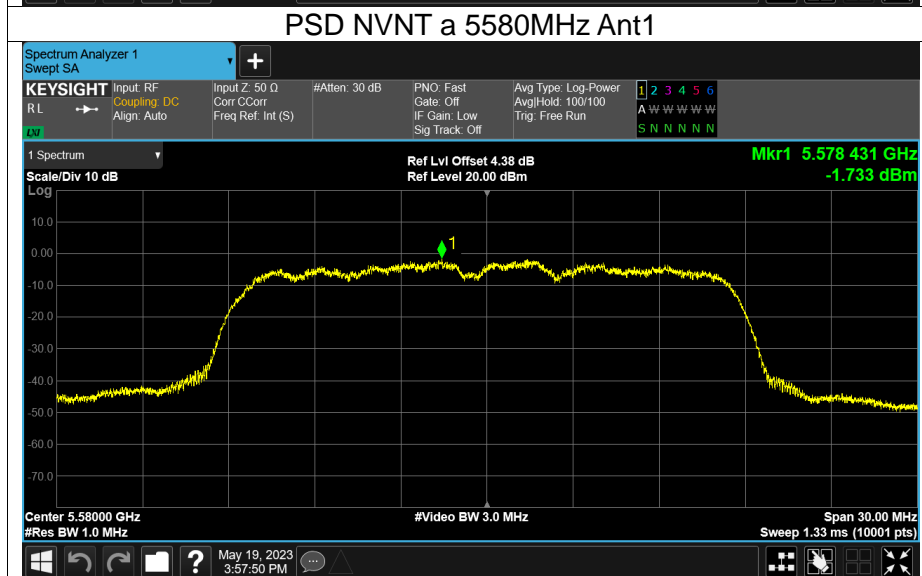 PSD NVNT a 5580MHz Ant1
Spectrum Analyzer 1
Swept SA
+
KEYSIGHT Input: RF Input Z: 50 Ω #Atten: 30 dB PNO: Fast Avg Type: Log-Power 1 2 3 4 5 6
RL Coupling: DC Corr CCorr Gate: Off Avg|Hold: 100/100 A W W W W W
Align: Auto Freq Ref: Int (S) IF Gain: Low Trig: Free Run
LXI Sig Track: Off S N N N N N
1 Spectrum Ref Lvl Offset 4.38 dB Mkr1 5.578 431 GHz
Scale/Div 10 dB Ref Level 20.00 dBm -1.733 dBm
Log
10.0
1
0.00
-10.0
-20.0
-30.0
-40.0
-50.0
-60.0
-70.0
Center 5.58000 GHz #Video BW 3.0 MHz Span 30.00 MHz
#Res BW 1.0 MHz Sweep 1.33 ms (10001 pts)
? May 19, 2023
3:57:50 PM